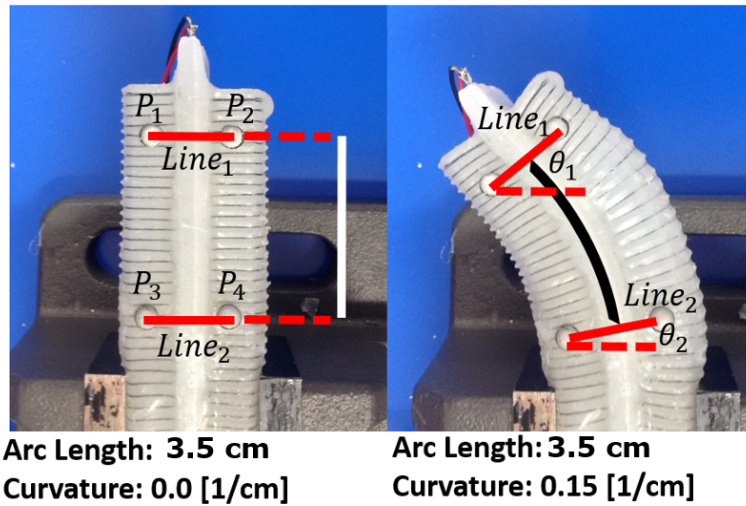 P₁ P₂
Line₁
P₃ P₄
Line₂
Line₁
θ₁
Line₂
θ₂
Arc Length: 3.5 cm
Curvature: 0.0 [1/cm]
Arc Length: 3.5 cm
Curvature: 0.15 [1/cm]